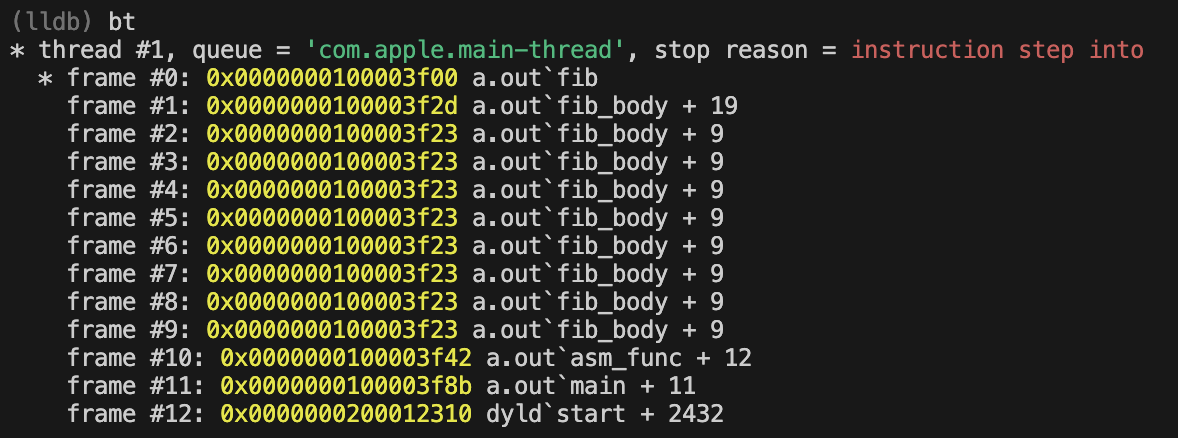 (lldb) bt
* thread #1, queue = 'com.apple.main-thread', stop reason = instruction step into
  * frame #0: 0x0000000100003f00 a.out`fib
    frame #1: 0x0000000100003f2d a.out`fib_body + 19
    frame #2: 0x0000000100003f23 a.out`fib_body + 9
    frame #3: 0x0000000100003f23 a.out`fib_body + 9
    frame #4: 0x0000000100003f23 a.out`fib_body + 9
    frame #5: 0x0000000100003f23 a.out`fib_body + 9
    frame #6: 0x0000000100003f23 a.out`fib_body + 9
    frame #7: 0x0000000100003f23 a.out`fib_body + 9
    frame #8: 0x0000000100003f23 a.out`fib_body + 9
    frame #9: 0x0000000100003f23 a.out`fib_body + 9
    frame #10: 0x0000000100003f42 a.out`asm_func + 12
    frame #11: 0x0000000100003f8b a.out`main + 11
    frame #12: 0x0000000200012310 dyld`start + 2432